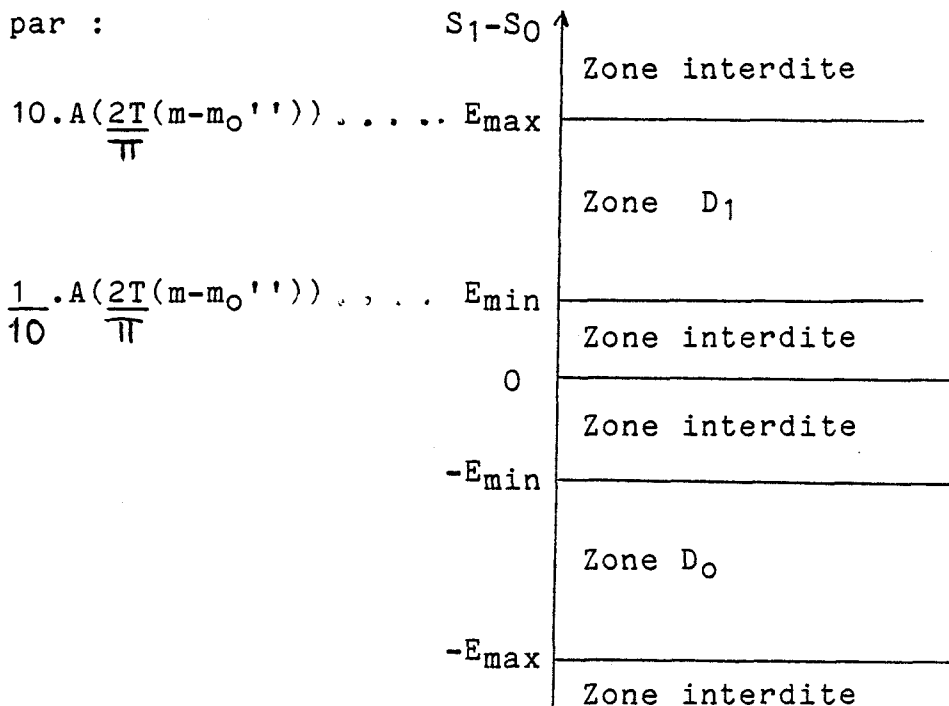 par :
S1-S0
Zone interdite
10.A(2T/π(m-mo'')) ..... Emax
Zone D1
1/10.A(2T/π(m-mo'')) ..,.. Emin
Zone interdite
0
Zone interdite
-Emin
Zone Do
-Emax
Zone interdite